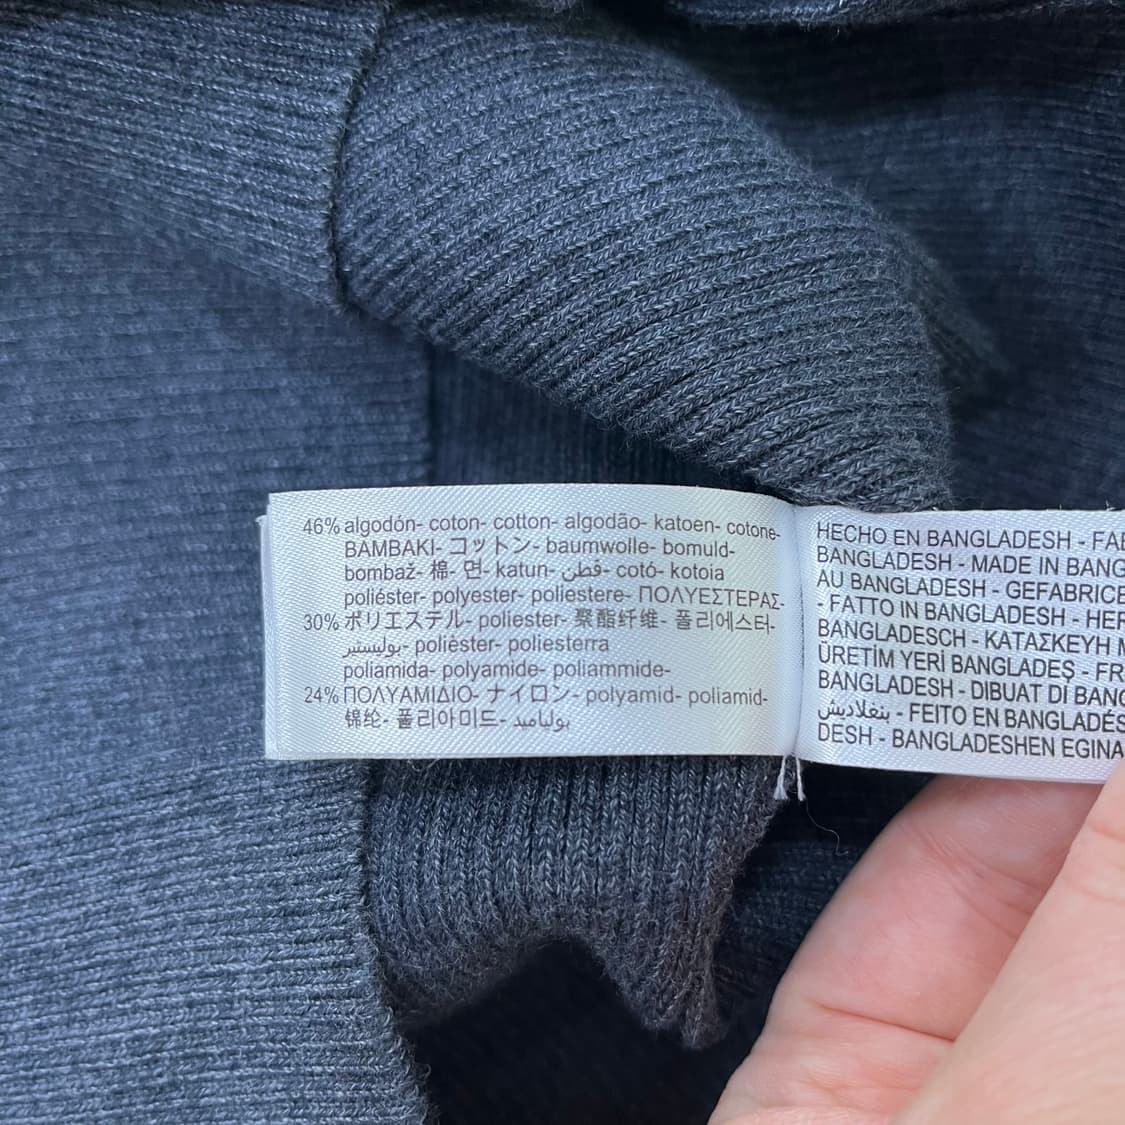 46% algodón- coton- cotton- algodão- katoen- cotone-
BAMBAKI- コットン- baumwolle- bomuld-
bombaž- 棉- 면- katun- قطن- cotó- kotoia
poliéster- polyester- poliestere- ΠΟΛΥΕΣΤΕΡΑΣ-
30% ポリエステル- poliester- 聚酯纤维- 폴리에스터-
بوليستير- polièster- poliesterra
poliamida- polyamide- poliammide-
24% ΠΟΛΥΑΜΙΔΙΟ- ナイロン- polyamid- poliamid-
锦纶- 폴리아미드- بولياميد
HECHO EN BANGLADESH - FAB
BANGLADESH - MADE IN BANG
AU BANGLADESH - GEFABRICE
- FATTO IN BANGLADESH - HER
BANGLADESCH - ΚΑΤΑΣΚΕΥΗ Μ
ÜRETİM YERİ BANGLADEŞ - FR
BANGLADESH - DIBUAT DI BANG
بنغلاديش - FEITO EN BANGLADÉS
DESH - BANGLADESHEN EGINA